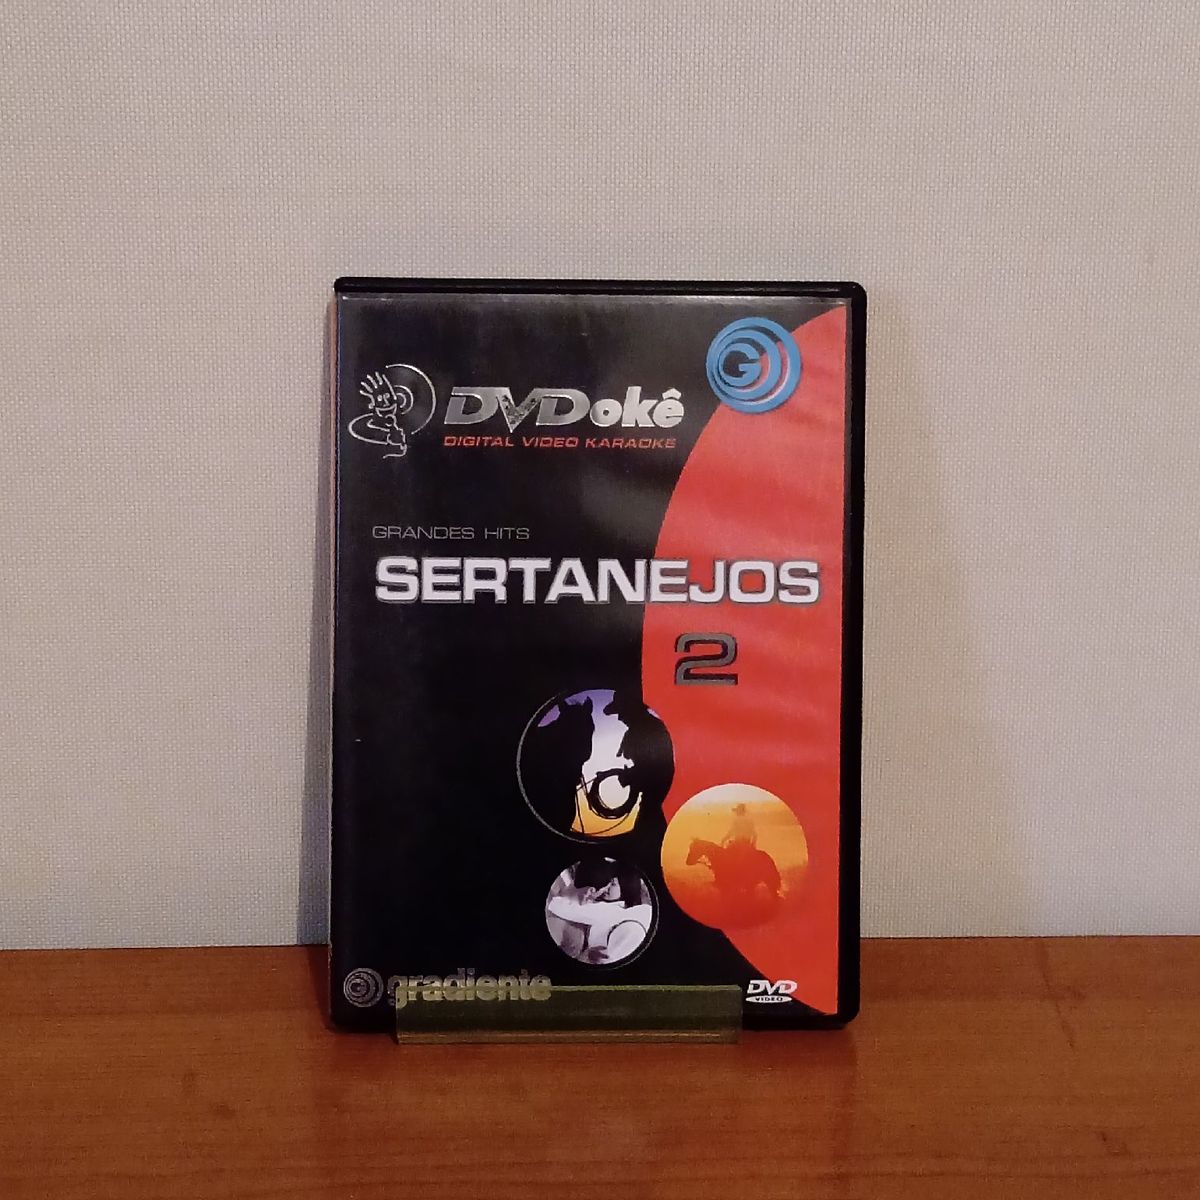 G
DVDokê
DIGITAL VIDEO KARAOKE
GRANDES HITS
SERTANEJOS
2
G gradiente
DVD
VIDEO